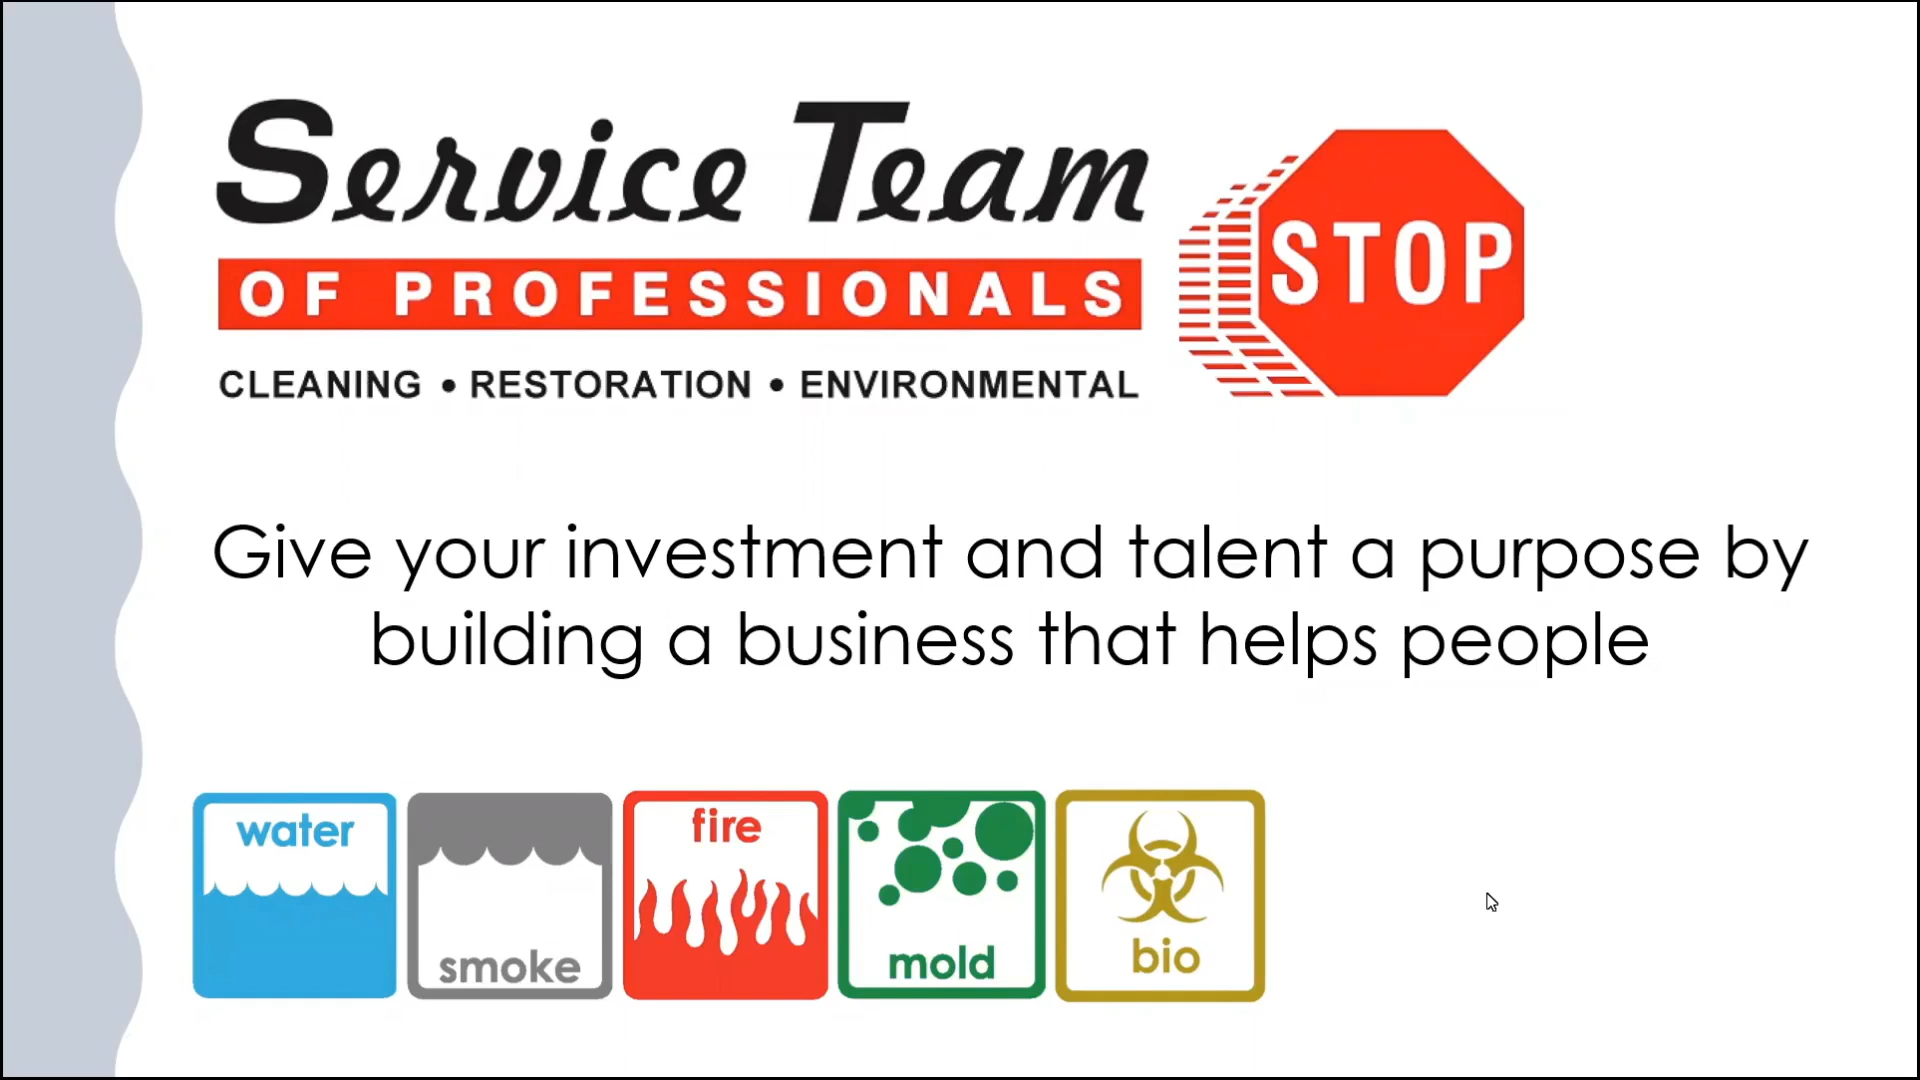 Service Team
OF PROFESSIONALS
STOP
CLEANING • RESTORATION • ENVIRONMENTAL
Give your investment and talent a purpose by
building a business that helps people
water
smoke
fire
mold
bio